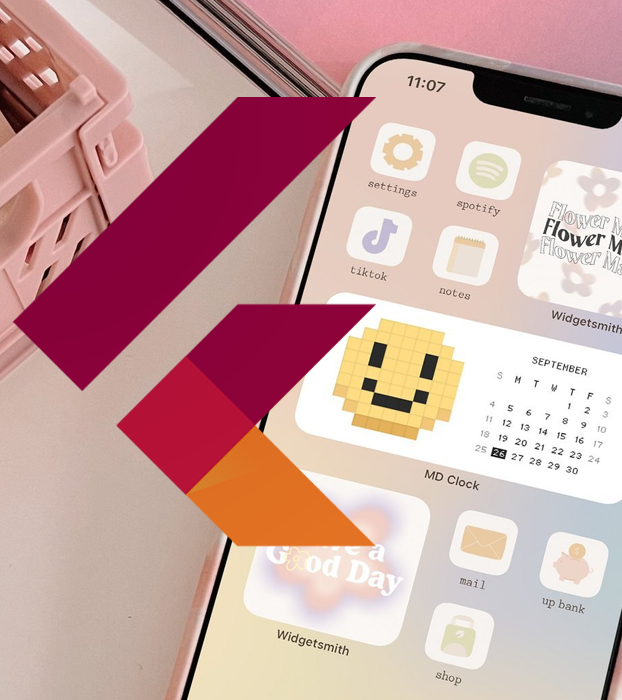 11:07
settings
spotify
Flower
Flower M
Flower Ma
tiktok
notes
Widgetsmith
SEPTEMBER
S M T W T F S
1 2 3
4 5 6 7 8 9 10
11 12 13 14 15 16 17
18 19 20 21 22 23 24
25 26 27 28 29 30
MD Clock
a
Good Day
mail
up bank
Widgetsmith
shop